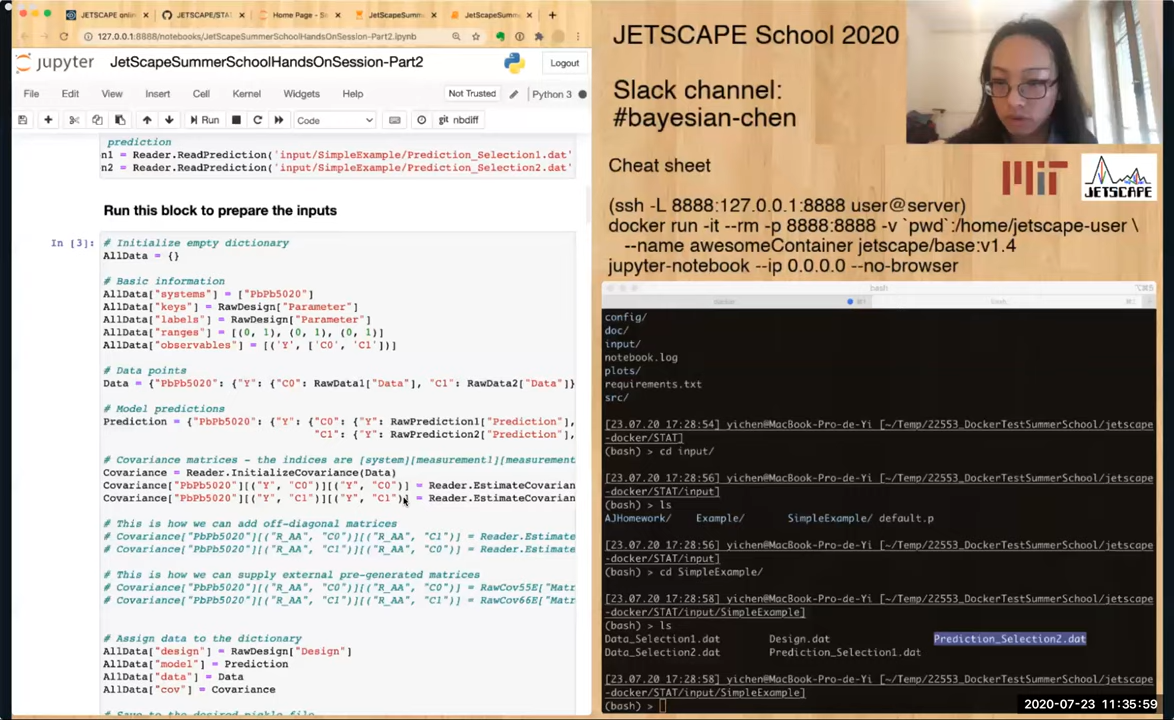 JETSCAPE onli
JETSCAPE/STA
Home Page - Se
JetScapeSumm
JetScapeSumm
127.0.0.1:8888/notebooks/JetScapeSummerSchoolHandsOnSession-Part2.ipynb
jupyter
JetScapeSummerSchoolHandsOnSession-Part2
Logout
File Edit View Insert Cell Kernel Widgets Help
Not Trusted
Python 3
Run
Code
nbdiff
prediction
n1 = Reader.ReadPrediction('input/SimpleExample/Prediction_Selection1.dat'
n2 = Reader.ReadPrediction('input/SimpleExample/Prediction_Selection2.dat'
Run this block to prepare the inputs
In [3]:
# Initialize empty dictionary
AllData = {}
# Basic information
AllData["systems"] = ["PbPb5020"]
AllData["keys"] = RawDesign["Parameter"]
AllData["labels"] = RawDesign["Parameter"]
AllData["ranges"] = [(0, 1), (0, 1), (0, 1)]
AllData["observables"] = [('Y', ['C0', 'C1'])]
# Data points
Data = {"PbPb5020": {"Y": {"C0": RawData1["Data"], "C1": RawData2["Data"]}
# Model predictions
Prediction = {"PbPb5020": {"Y": {"C0": {"Y": RawPrediction1["Prediction"],
"C1": {"Y": RawPrediction2["Prediction"],
# Covariance matrices - the indices are [system][measurement1][measurement
Covariance = Reader.InitializeCovariance(Data)
Covariance["PbPb5020"][("Y", "C0")][("Y", "C0")] = Reader.EstimateCovarian
Covariance["PbPb5020"][("Y", "C1")][("Y", "C1")] = Reader.EstimateCovarian
# This is how we can add off-diagonal matrices
# Covariance["PbPb5020"][("R_AA", "C0")][("R_AA", "C1")] = Reader.Estimate
# Covariance["PbPb5020"][("R_AA", "C1")][("R_AA", "C0")] = Reader.Estimate
# This is how we can supply external pre-generated matrices
# Covariance["PbPb5020"][("R_AA", "C0")][("R_AA", "C0")] = RawCov55E["Matr
# Covariance["PbPb5020"][("R_AA", "C1")][("R_AA", "C1")] = RawCov66E["Matr
# Assign data to the dictionary
AllData["design"] = RawDesign["Design"]
AllData["model"] = Prediction
AllData["data"] = Data
AllData["cov"] = Covariance
# Save to the desired pickle file
JETSCAPE School 2020
Slack channel:
#bayesian-chen
Cheat sheet
MIT
JETSCAPE
(ssh -L 8888:127.0.0.1:8888 user@server)
docker run -it --rm -p 8888:8888 -v `pwd`:/home/jetscape-user \
--name awesomeContainer jetscape/base:v1.4
jupyter-notebook --ip 0.0.0.0 --no-browser
bash
config/
doc/
input/
notebook.log
plots/
requirements.txt
src/
[23.07.20 17:28:54] yichen@MacBook-Pro-de-Yi [~/Temp/22553_DockerTestSummerSchool/jetscape
-docker/STAT]
(bash) > cd input/
[23.07.20 17:28:56] yichen@MacBook-Pro-de-Yi [~/Temp/22553_DockerTestSummerSchool/jetscape
-docker/STAT/input]
(bash) > ls
AJHomework/ Example/ SimpleExample/ default.p
[23.07.20 17:28:56] yichen@MacBook-Pro-de-Yi [~/Temp/22553_DockerTestSummerSchool/jetscape
-docker/STAT/input]
(bash) > cd SimpleExample/
[23.07.20 17:28:58] yichen@MacBook-Pro-de-Yi [~/Temp/22553_DockerTestSummerSchool/jetscape
-docker/STAT/input/SimpleExample]
(bash) > ls
Data_Selection1.dat Design.dat Prediction_Selection2.dat
Data_Selection2.dat Prediction_Selection1.dat
[23.07.20 17:28:58] yichen@MacBook-Pro-de-Yi [~/Temp/22553_DockerTestSummerSchool/jetscape
-docker/STAT/input/SimpleExample]
(bash) >
2020-07-23 11:35:59